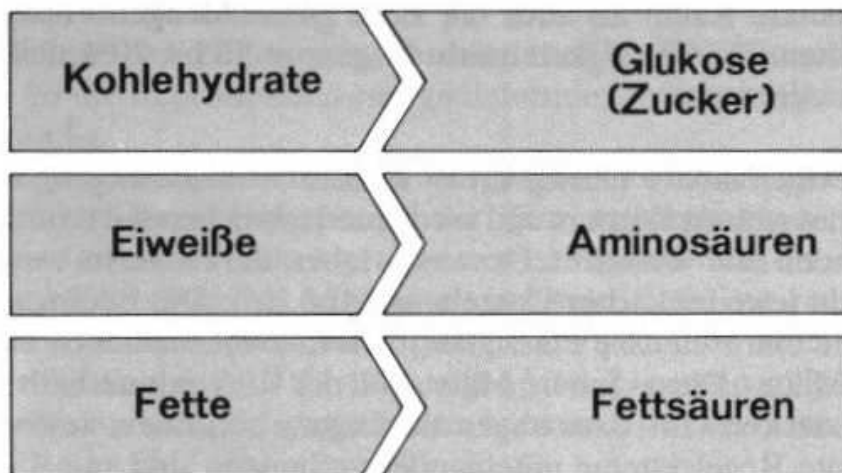 Kohlehydrate
Glukose
(Zucker)
Eiweiße
Aminosäuren
Fette
Fettsäuren